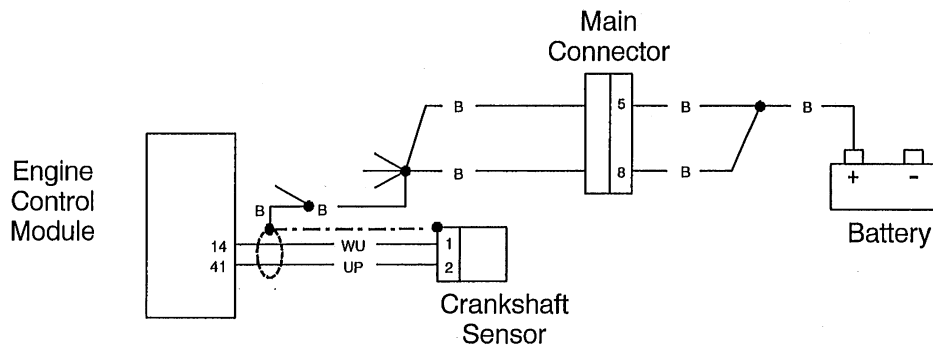 Main
Connector
B 5 B B
Engine
Control
Module
B 8 B
B B
+ -
Battery
14 WU 1
41 UP 2
Crankshaft
Sensor